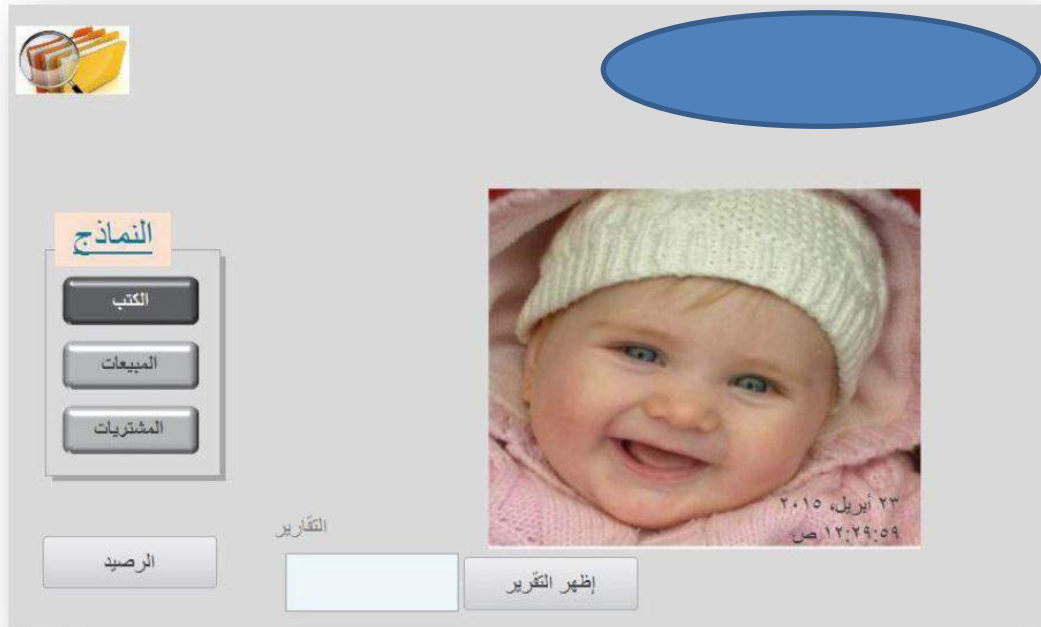 النماذج
الكتب
المبيعات
المشتريات
٢٣ أبريل، ٢٠١٥
١٢:٢٩:٥٩ ص
التقارير
الرصيد
إظهر التقرير